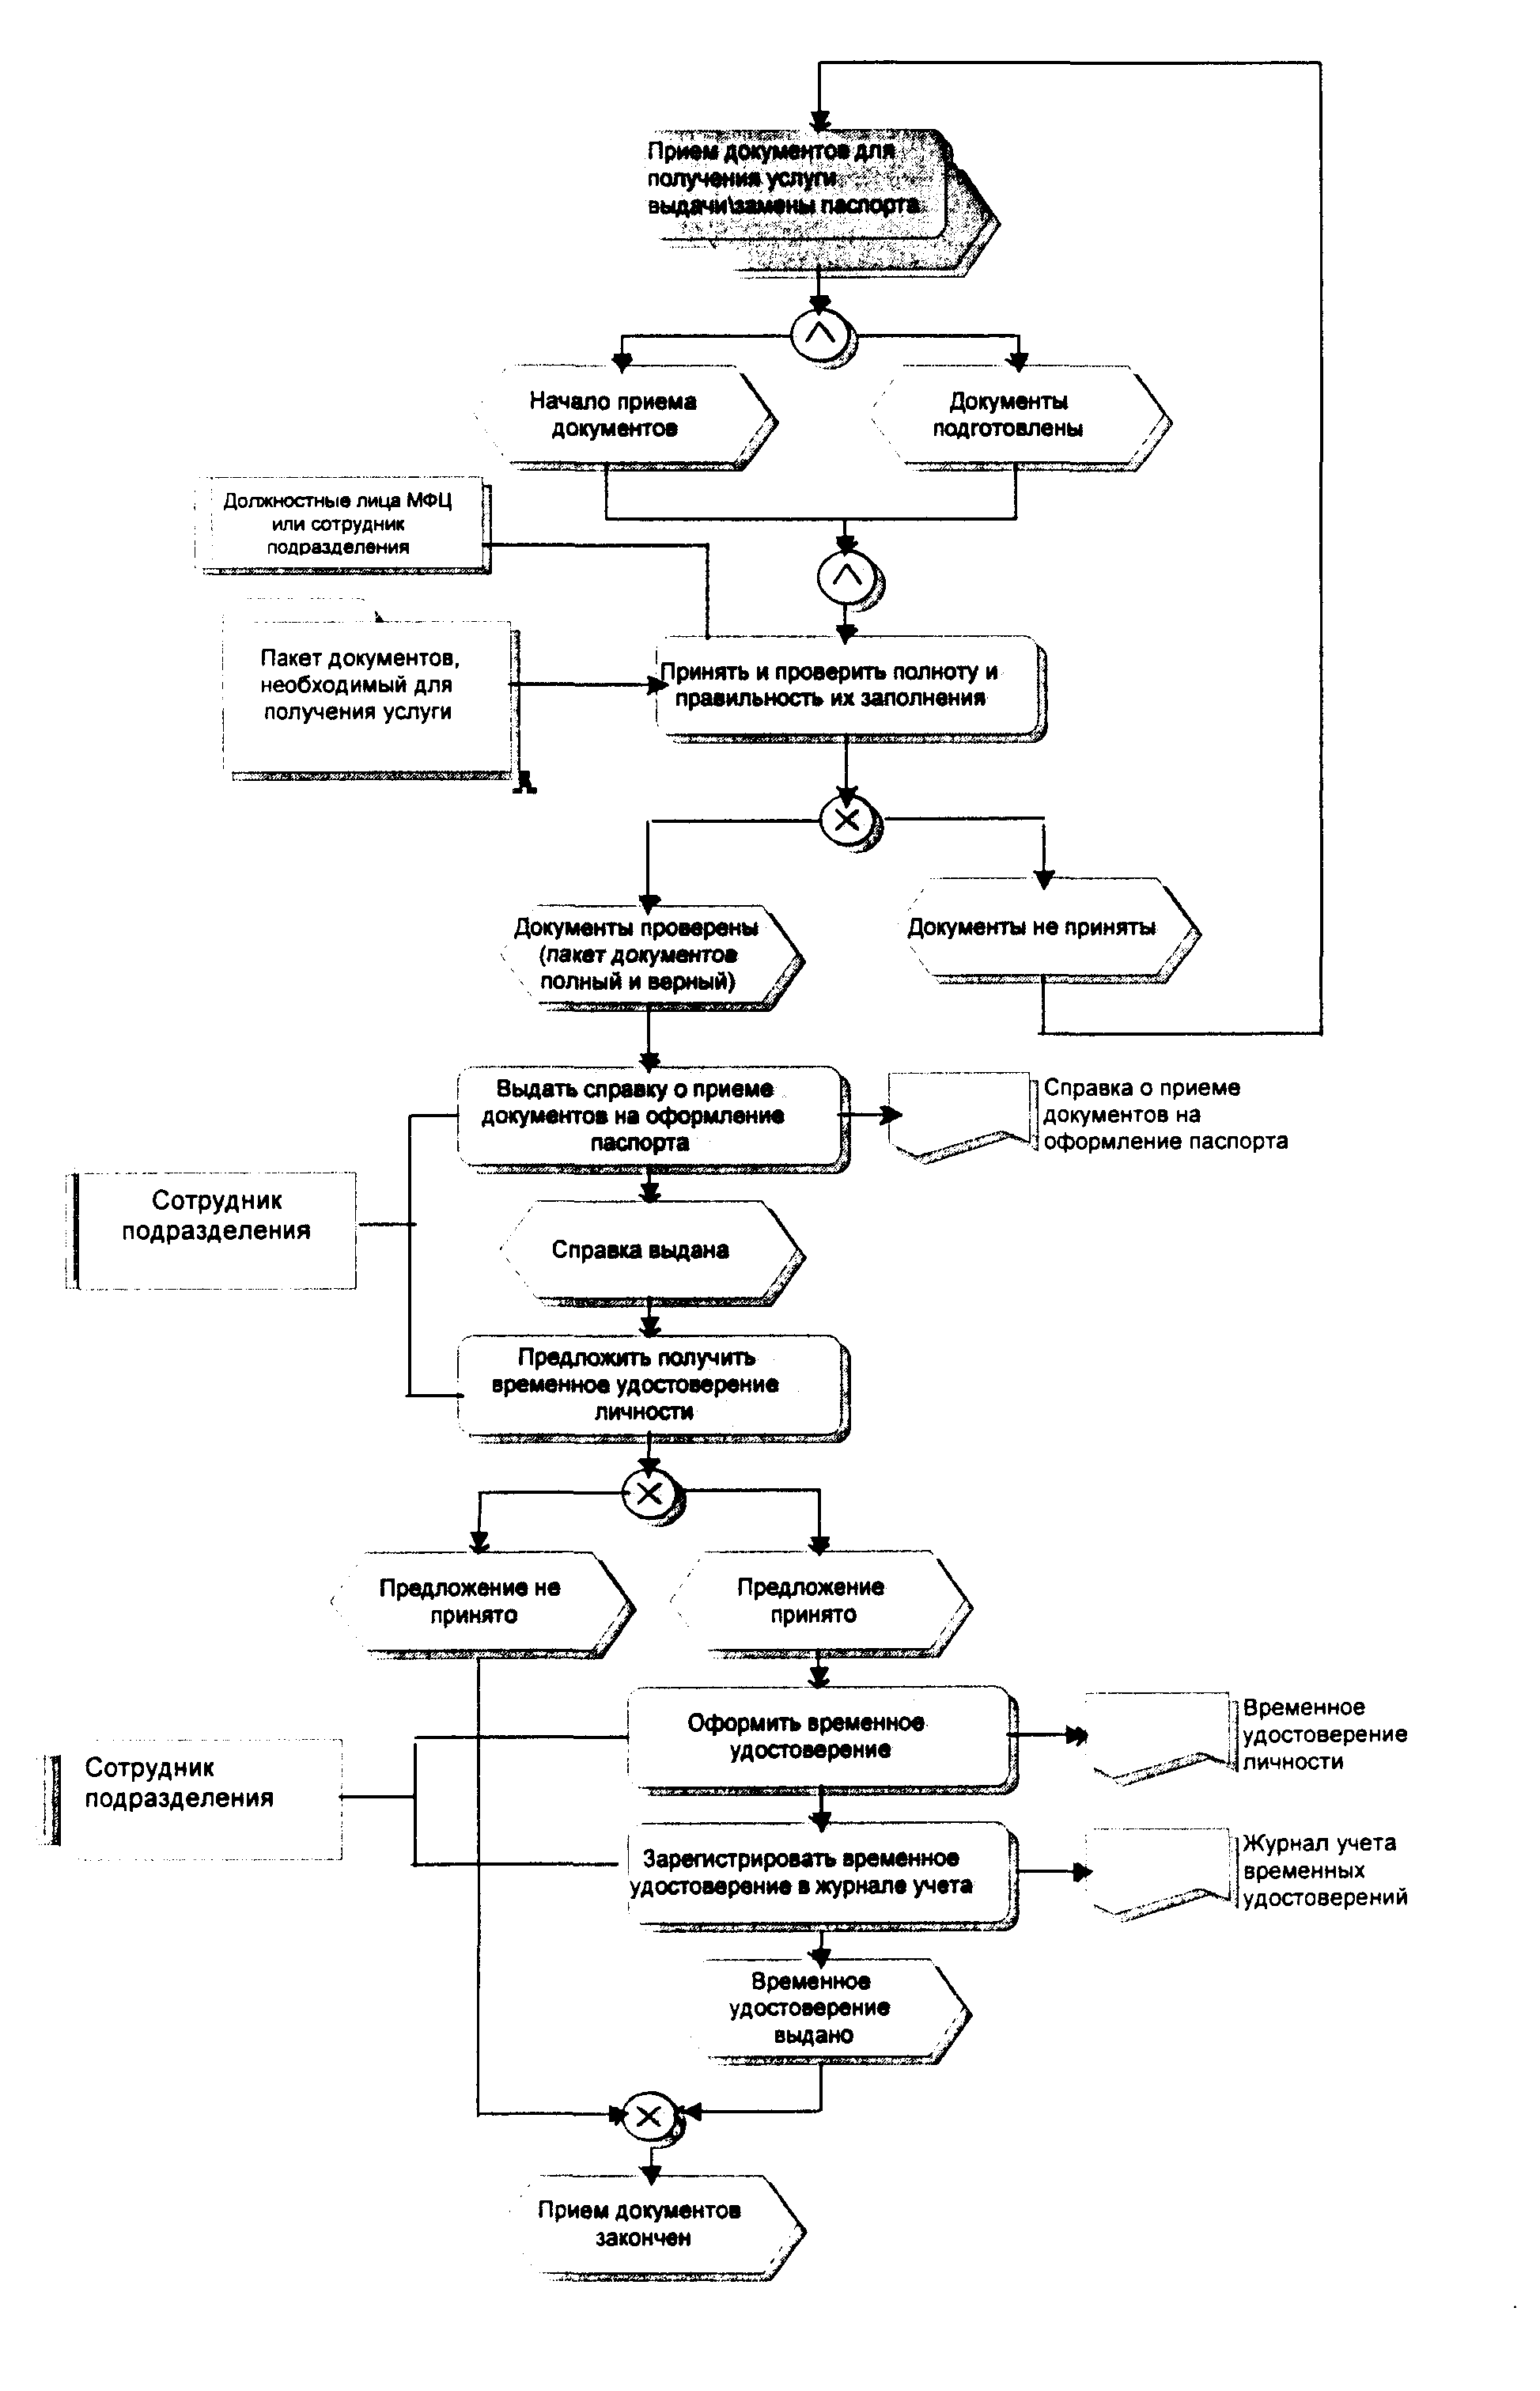 Прием документов для
получения услуги
выдачи\замены паспорта
Начало приема
документов
Документы
подготовлены
Должностные лица МФЦ
или сотрудник
подразделения
Пакет документов,
необходимый для
получения услуги
Принять и проверить полноту и
правильность их заполнения
Документы проверены
(пакет документов
полный и верный)
Документы не приняты
Выдать справку о приеме
документов на оформление
паспорта
Справка о приеме
документов на
оформление паспорта
Сотрудник
подразделения
Справка выдана
Предложить получить
временное удостоверение
личности
Предложение не
принято
Предложение
принято
Оформить временное
удостоверение
Временное
удостоверение
личности
Сотрудник
подразделения
Зарегистрировать временное
удостоверение в журнале учета
Журнал учета
временных
удостоверений
Временное
удостоверение
выдано
Прием документов
закончен